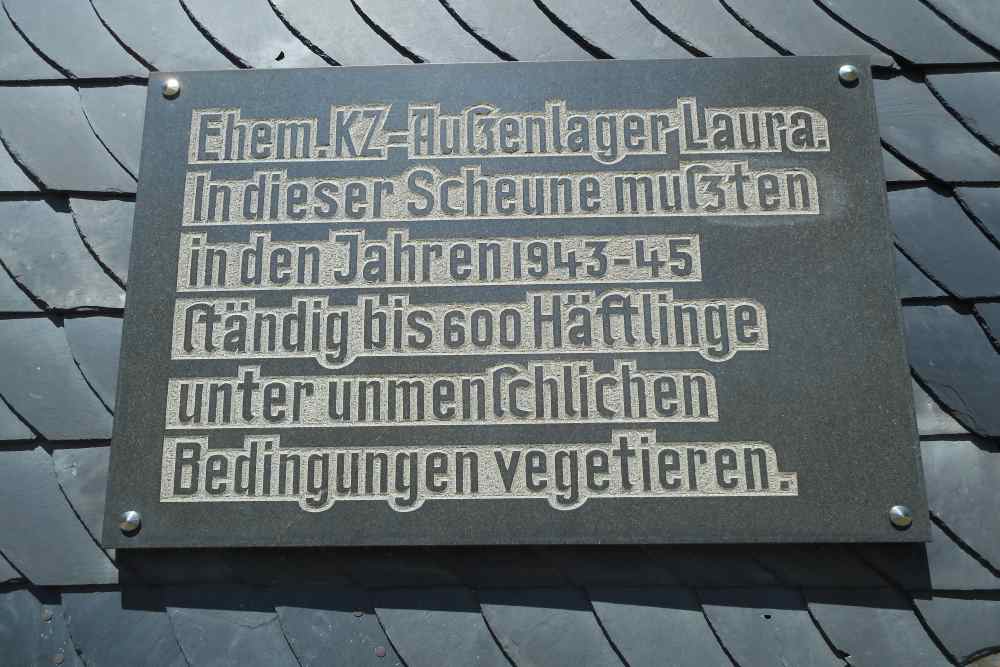 Ehem. KZ-Außenlager Laura.
In dieser Scheune mußten
in den Jahren 1943-45
ſtändig bis 600 Häftlinge
unter unmenſchlichen
Bedingungen vegetieren.